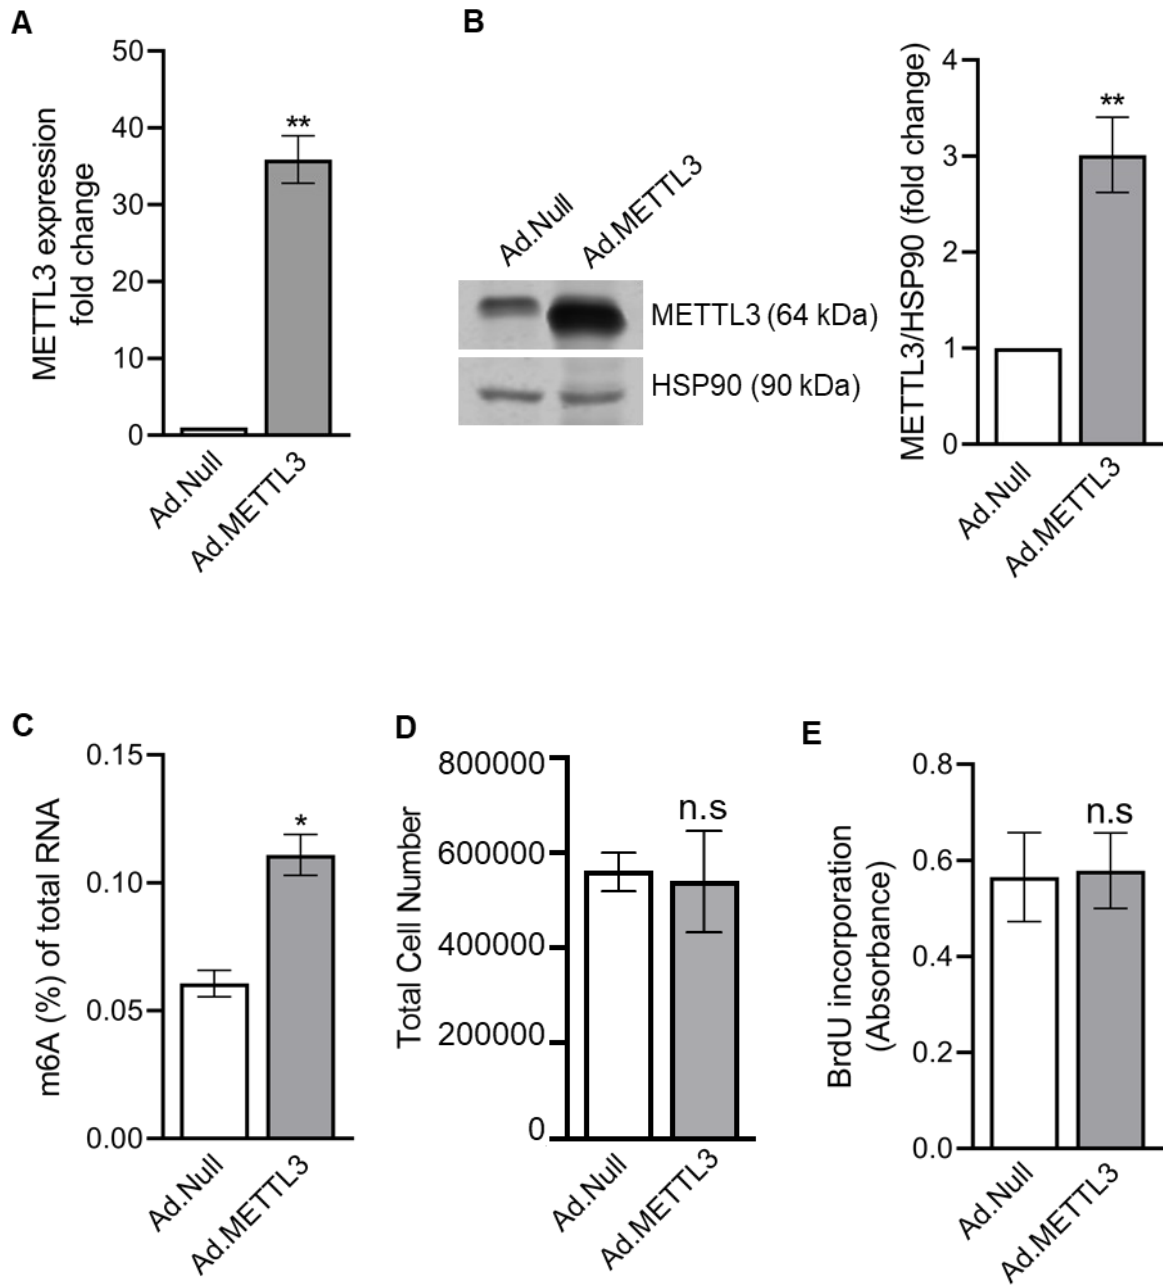 A
METTL3 expression
fold change
50
40
30
20
10
0
**
Ad.Null
Ad.METTL3
B
Ad.Null
Ad.METTL3
METTL3 (64 kDa)
HSP90 (90 kDa)
METTL3/HSP90 (fold change)
4
3
2
1
0
**
Ad.Null
Ad.METTL3
C
m6A (%) of total RNA
0.15
0.10
0.05
0.00
*
Ad.Null
Ad.METTL3
D
Total Cell Number
800000
600000
400000
200000
0
n.s
Ad.Null
Ad.METTL3
E
BrdU incorporation
(Absorbance)
0.8
0.6
0.4
0.2
0.0
n.s
Ad.Null
Ad.METTL3